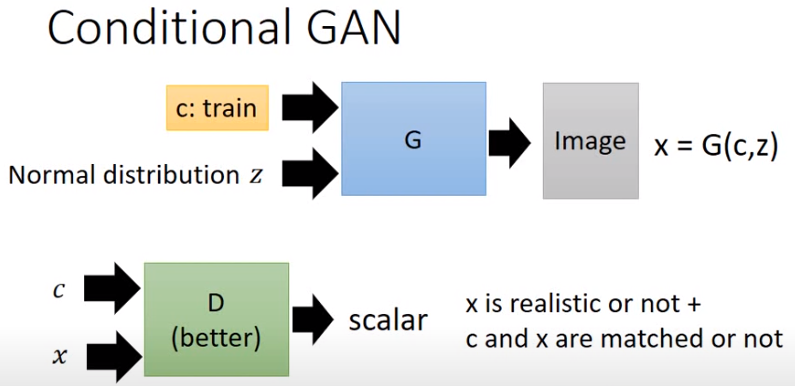 Conditional GAN
c: train
G
Image
x = G(c,z)
Normal distribution z
c
D
(better)
scalar
x is realistic or not +
c and x are matched or not
x